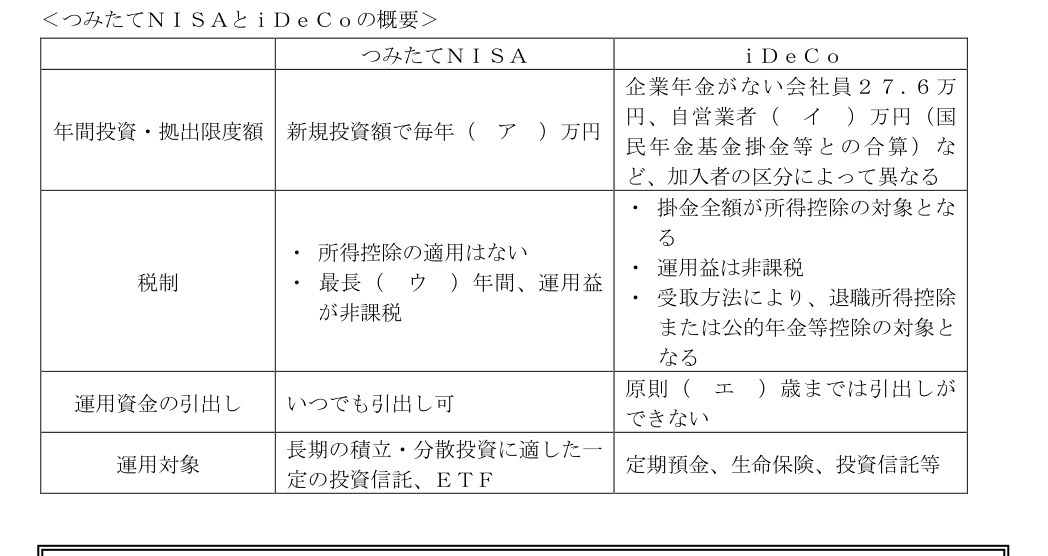 ＜つみたてＮＩＳＡとｉＤｅＣｏの概要＞
つみたてＮＩＳＡ
ｉＤｅＣｏ
年間投資・拠出限度額
新規投資額で毎年（　ア　）万円
企業年金がない会社員２７．６万
円、自営業者（　イ　）万円（国
民年金基金掛金等との合算）な
ど、加入者の区分によって異なる
税制
・ 所得控除の適用はない
・ 最長（　ウ　）年間、運用益
が非課税
・ 掛金全額が所得控除の対象とな
る
・ 運用益は非課税
・ 受取方法により、退職所得控除
または公的年金等控除の対象と
なる
運用資金の引出し
いつでも引出し可
原則（　エ　）歳までは引出しが
できない
運用対象
長期の積立・分散投資に適した一
定の投資信託、ＥＴＦ
定期預金、生命保険、投資信託等